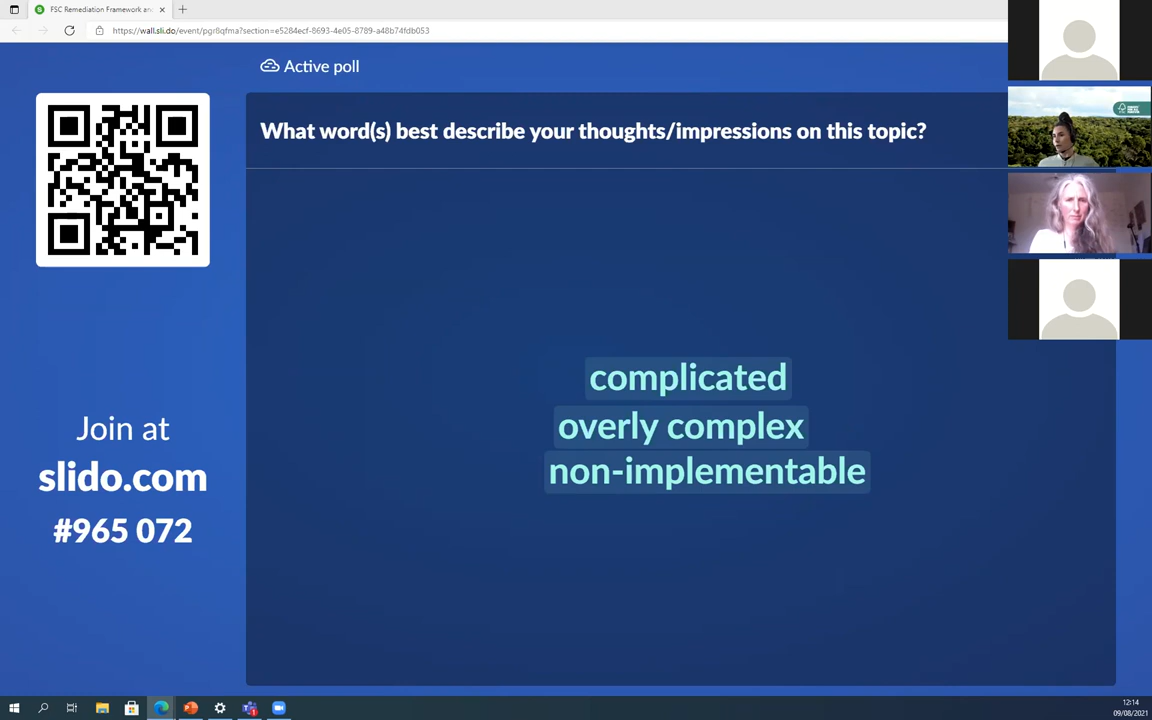 FSC Remediation Framework an
https://wall.sli.do/event/pgr8qfma?section=e5284ecf-8693-4e05-8789-a48b74fdb053
Active poll
What word(s) best describe your thoughts/impressions on this topic?
complicated
overly complex
non-implementable
Join at
slido.com
#965 072
12:14
09/08/2021